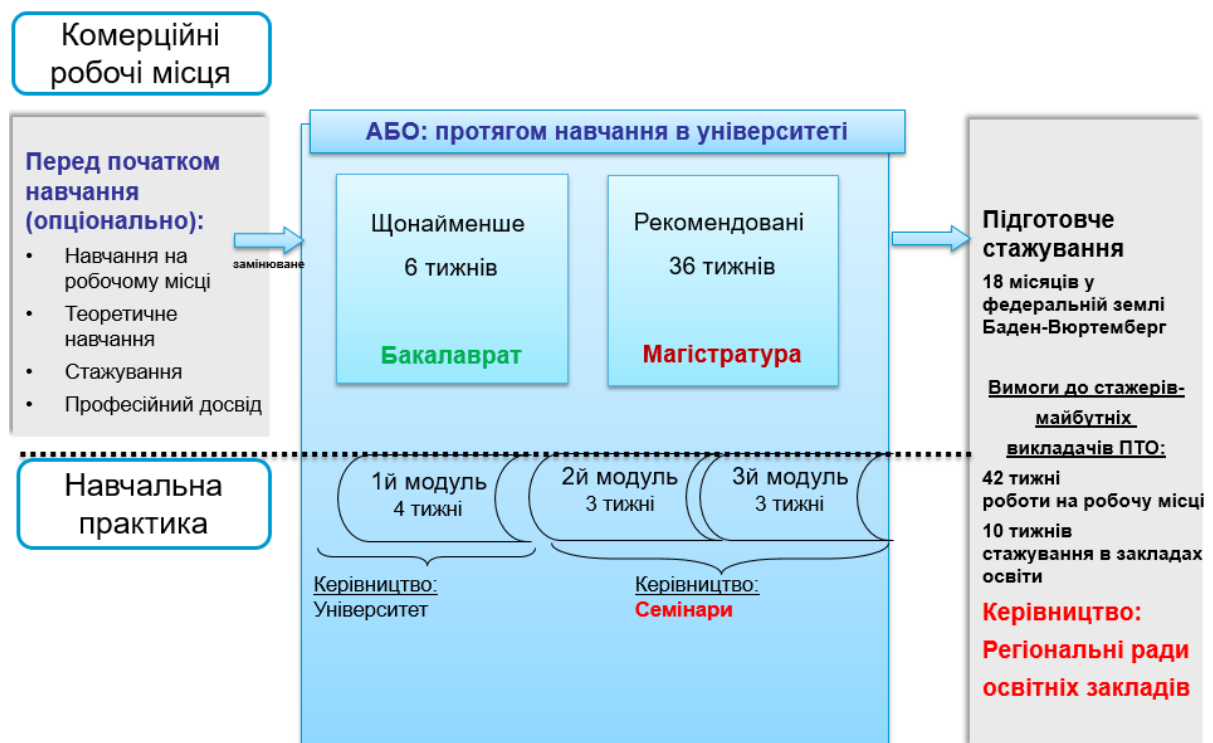 Комерційні
робочі місця
Перед початком
навчання
(опціонально):
• Навчання на
робочому місці
• Теоретичне
навчання
• Стажування
• Професійний досвід
замінюване
АБО: протягом навчання в університеті
Щонайменше
6 тижнів
Бакалаврат
Рекомендовані
36 тижнів
Магістратура
Підготовче
стажування
18 місяців у
федеральній землі
Баден-Вюртемберг
Вимоги до стажерів-
майбутніх
викладачів ПТО:
42 тижні
роботи на робочу місці
10 тижнів
стажування в закладах
освіти
Керівництво:
Регіональні ради
освітніх закладів
Навчальна
практика
1й модуль
4 тижні
2й модуль
3 тижні
3й модуль
3 тижні
Керівництво:
Університет
Керівництво:
Семінари